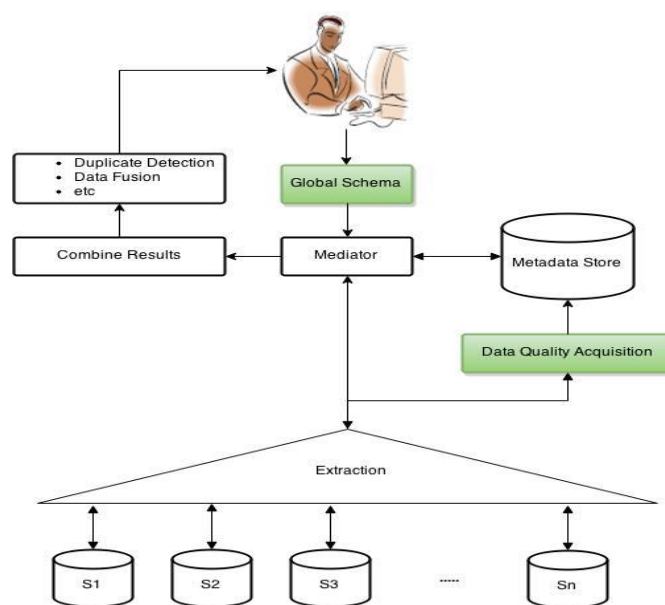 • Duplicate Detection
• Data Fusion
• etc
Global Schema
Combine Results
Mediator
Metadata Store
Data Quality Acquisition
Extraction
S1
S2
S3
.....
Sn